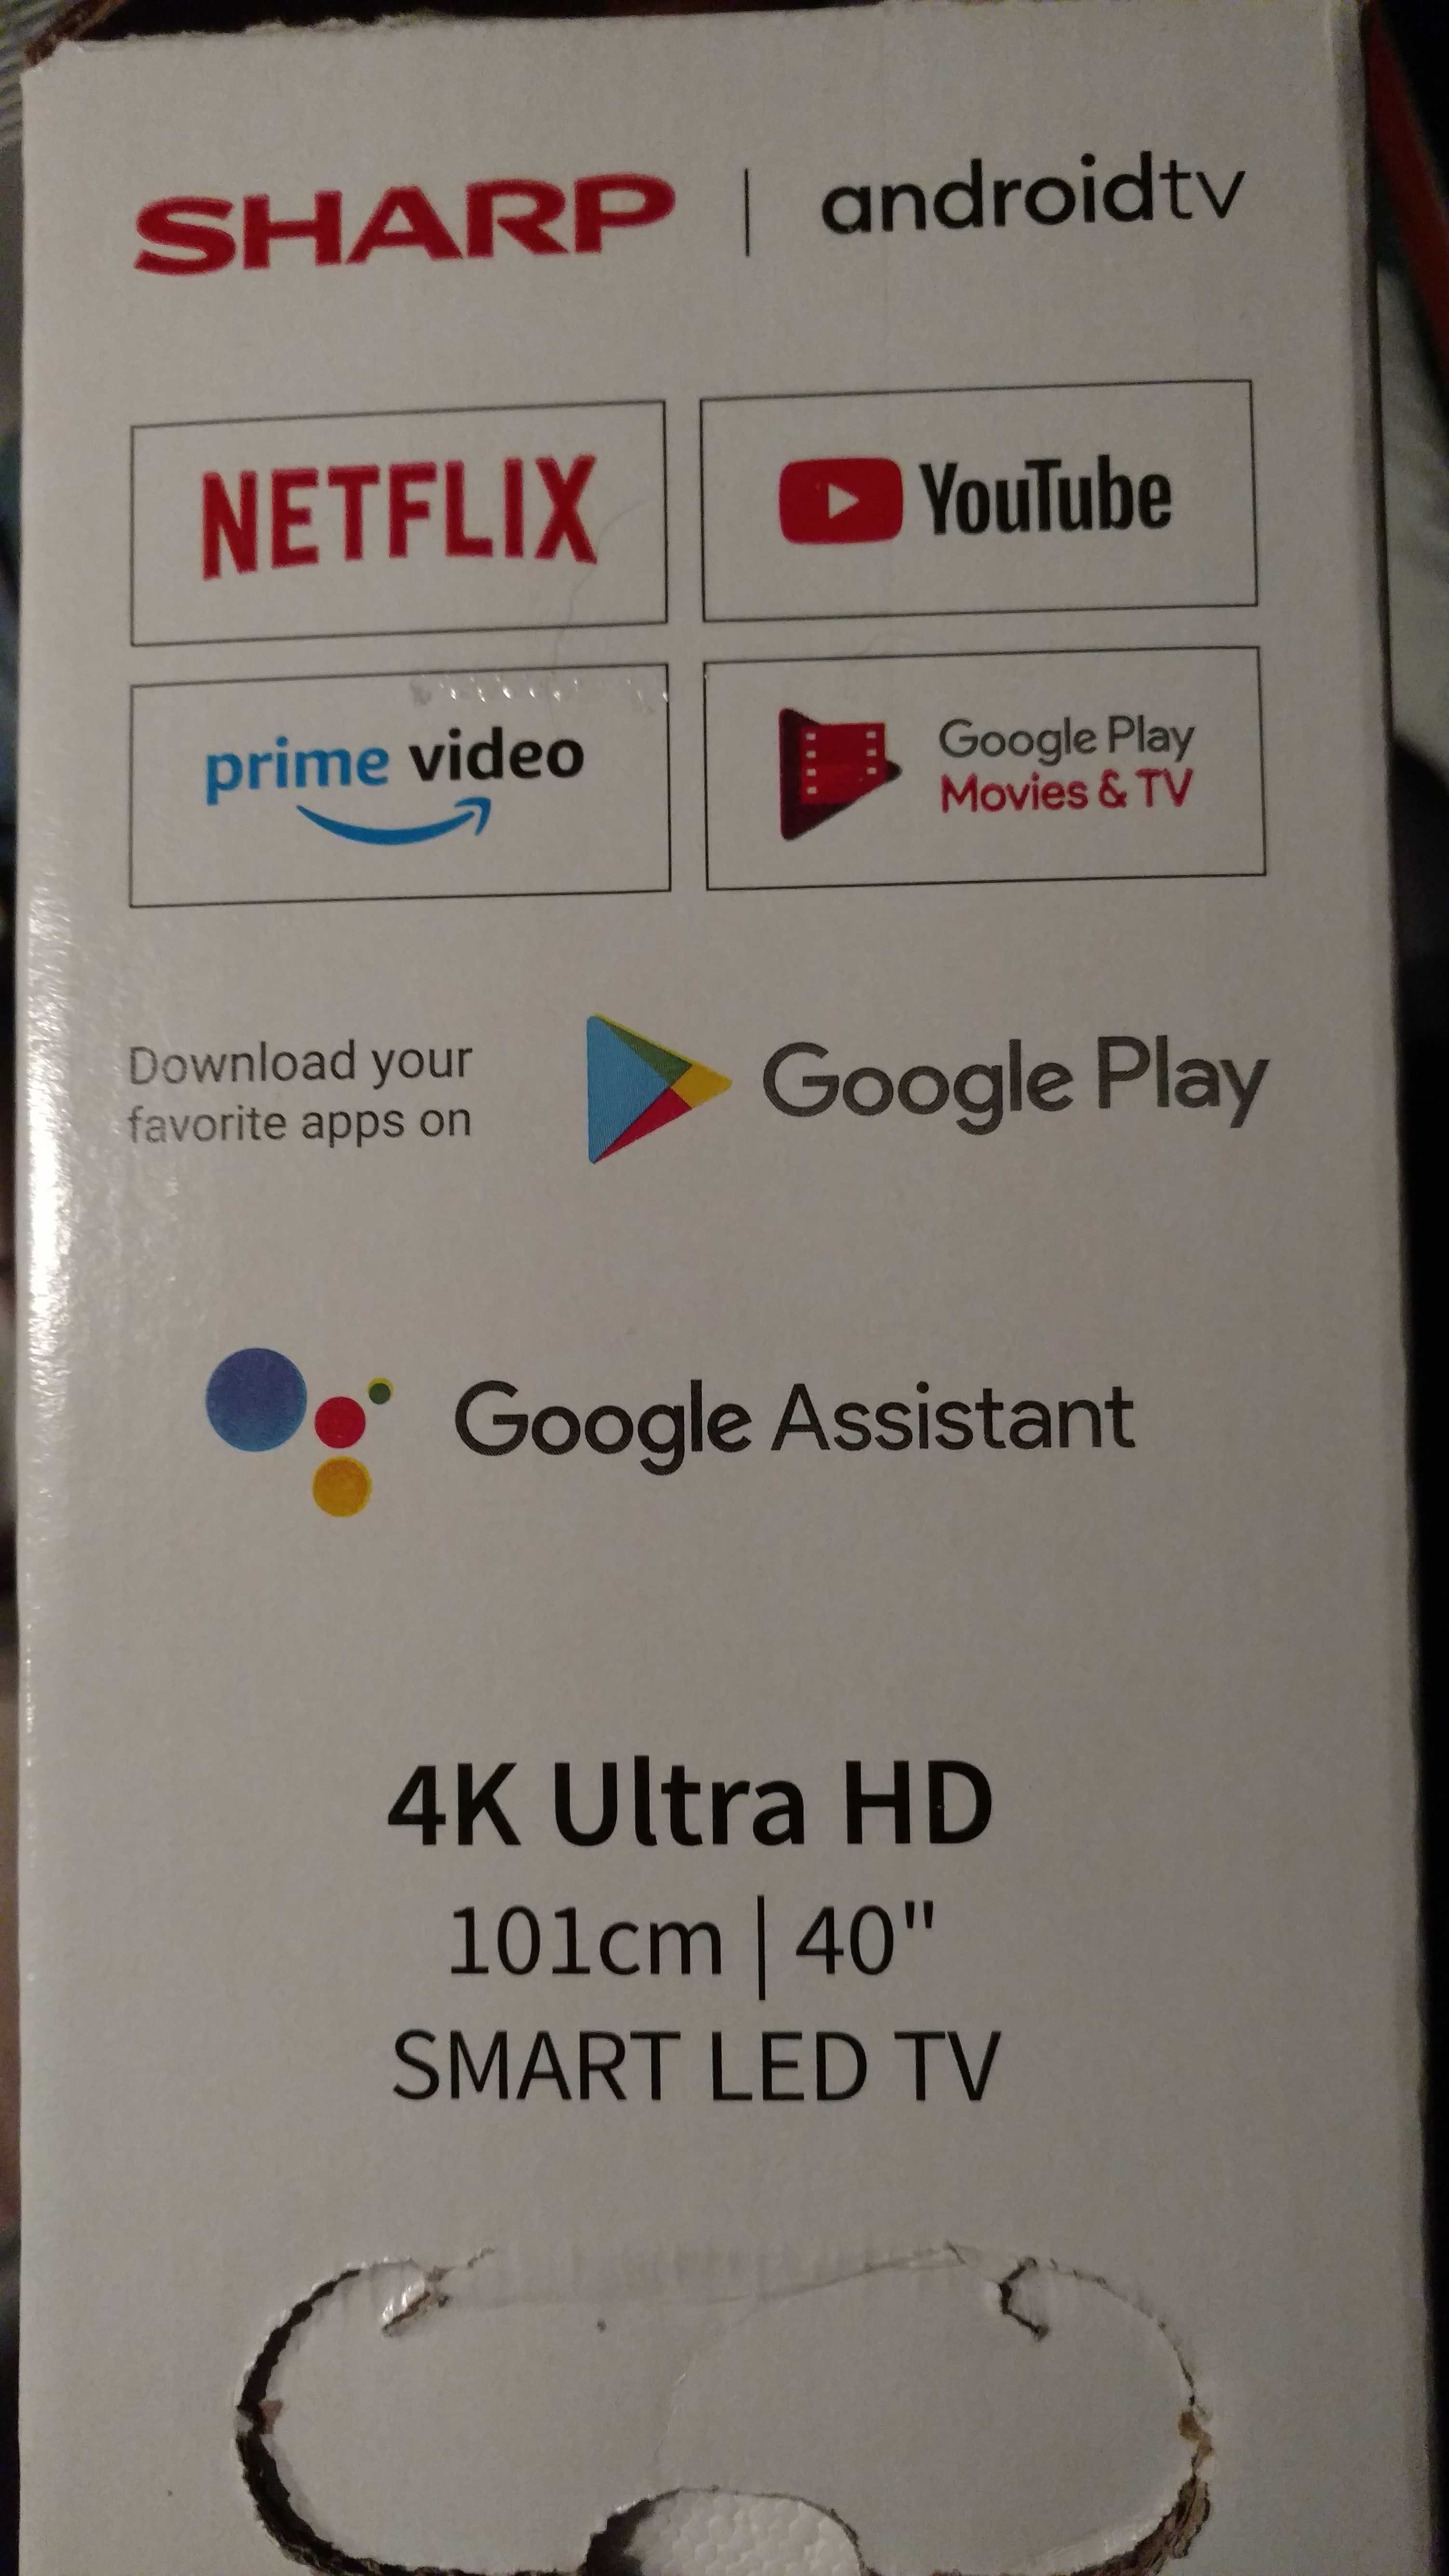 SHARP | androidtv
NETFLIX
YouTube
prime video
Google Play
Movies & TV
Download your
favorite apps on
Google Play
Google Assistant
4K Ultra HD
101cm | 40"
SMART LED TV